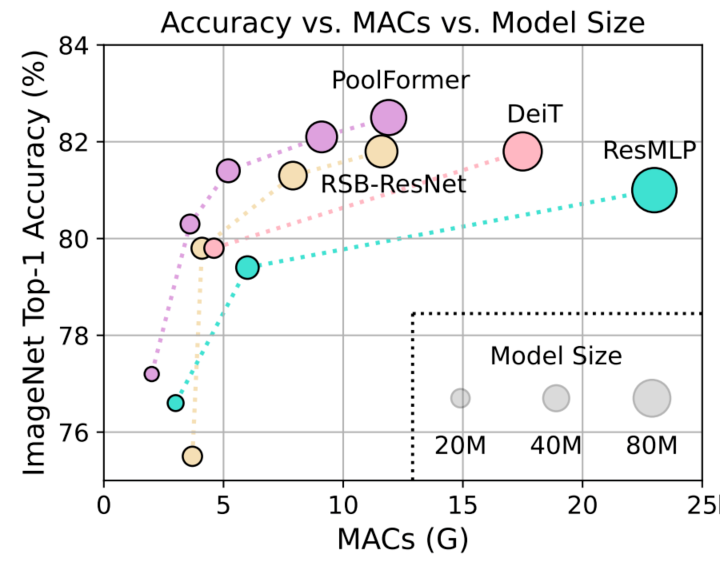 Accuracy vs. MACs vs. Model Size
84
82
80
78
76
ImageNet Top-1 Accuracy (%)
PoolFormer
DeiT
ResMLP
RSB-ResNet
Model Size
20M 40M 80M
0 5 10 15 20 25
MACs (G)